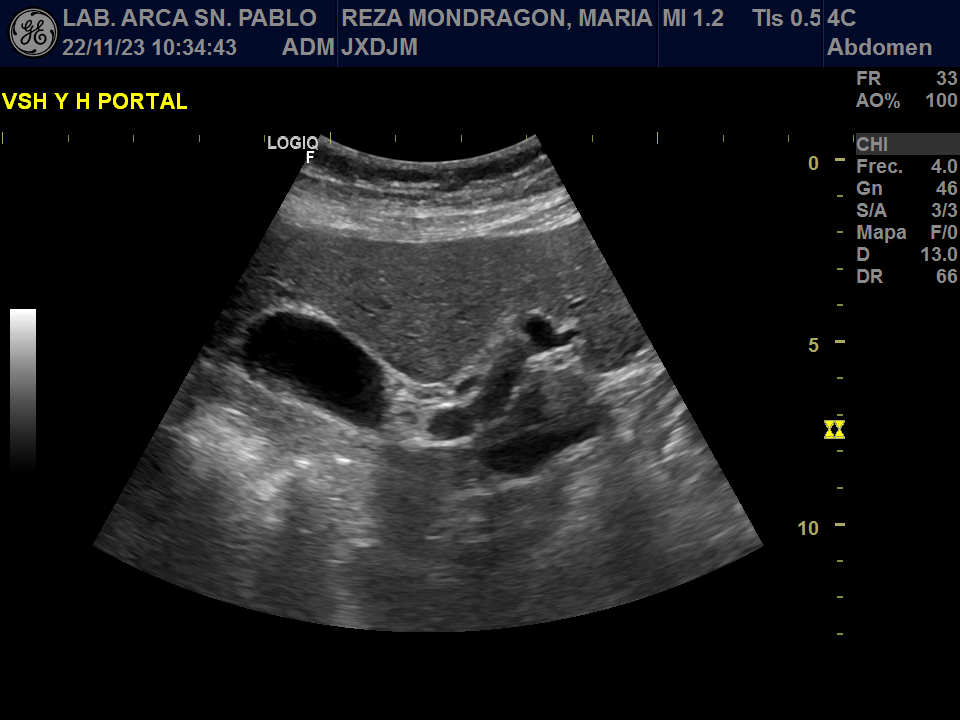 LAB. ARCA SN. PABLO REZA MONDRAGON, MARIA MI 1.2 TIs 0.5 4C
22/11/23 10:34:43 ADM JXDJM Abdomen
VSH Y H PORTAL
FR 33
AO% 100
LOGIQ
F
CHI
Frec. 4.0
Gn 46
S/A 3/3
Mapa F/0
D 13.0
DR 66
0
5
10